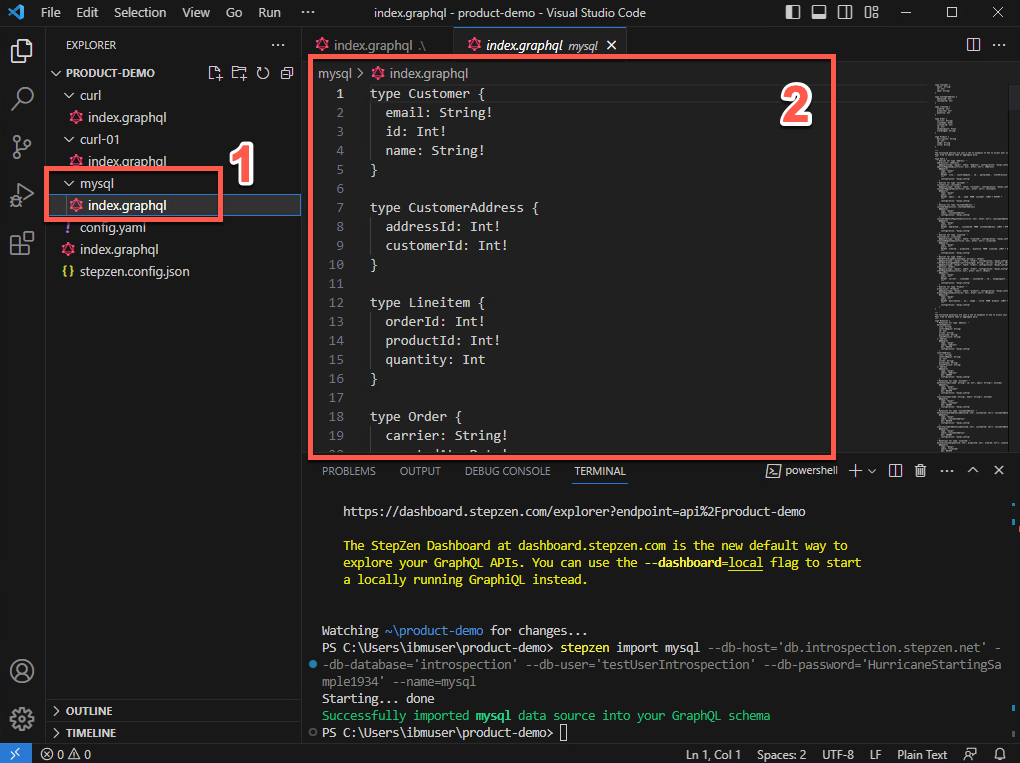 File Edit Selection View Go Run ··· index.graphql - product-demo - Visual Studio Code
EXPLORER ···
PRODUCT-DEMO
curl
index.graphql
curl-01
index.graphql
mysql
index.graphql
config.yaml
index.graphql
stepzen.config.json
OUTLINE
TIMELINE
1
index.graphql .\ index.graphql mysql
mysql > index.graphql
2
1 type Customer {
2 email: String!
3 id: Int!
4 name: String!
5 }
6
7 type CustomerAddress {
8 addressId: Int!
9 customerId: Int!
10 }
11
12 type Lineitem {
13 orderId: Int!
14 productId: Int!
15 quantity: Int
16 }
17
18 type Order {
19 carrier: String!
PROBLEMS OUTPUT DEBUG CONSOLE TERMINAL powershell
https://dashboard.stepzen.com/explorer?endpoint=api%2Fproduct-demo
The StepZen Dashboard at dashboard.stepzen.com is the new default way to
explore your GraphQL APIs. You can use the --dashboard=local flag to start
a locally running GraphiQL instead.
Watching ~\product-demo for changes...
PS C:\Users\ibmuser\product-demo> stepzen import mysql --db-host='db.introspection.stepzen.net' -
-db-database='introspection' --db-user='testUserIntrospection' --db-password='HurricaneStartingSa
mple1934' --name=mysql
Starting... done
Successfully imported mysql data source into your GraphQL schema
PS C:\Users\ibmuser\product-demo>
0 0 Ln 1, Col 1 Spaces: 2 UTF-8 LF Plain Text